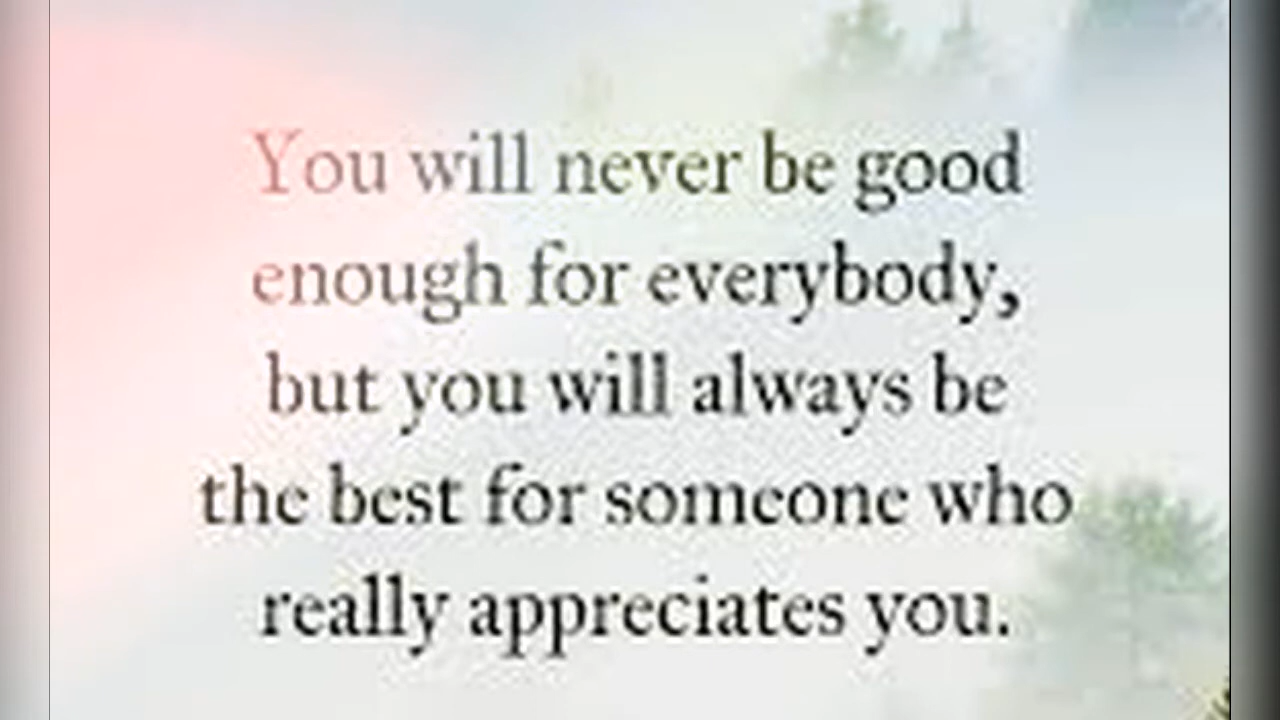 You will never be good
enough for everybody,
but you will always be
the best for someone who
really appreciates you.